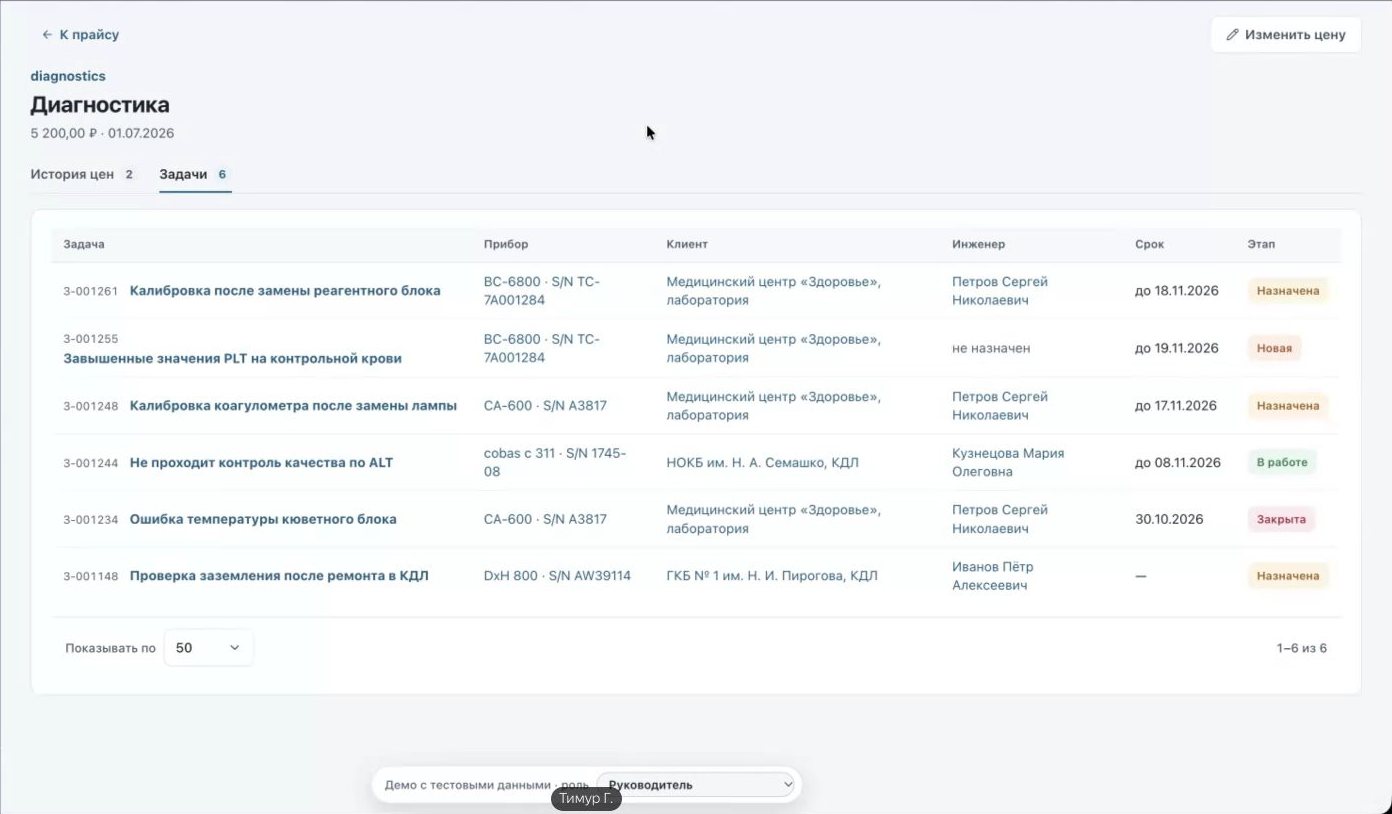 ← К прайсу
Изменить цену
diagnostics
Диагностика
5 200,00 ₽ · 01.07.2026
История цен 2 Задачи 6
Задача Прибор Клиент Инженер Срок Этап
З-001261 Калибровка после замены реагентного блока
BC-6800 · S/N TC-
7A001284
Медицинский центр «Здоровье»,
лаборатория
Петров Сергей
Николаевич
до 18.11.2026
Назначена
З-001255
Завышенные значения PLT на контрольной крови
BC-6800 · S/N TC-
7A001284
Медицинский центр «Здоровье»,
лаборатория
не назначен
до 19.11.2026
Новая
З-001248 Калибровка коагулометра после замены лампы
CA-600 · S/N A3817
Медицинский центр «Здоровье»,
лаборатория
Петров Сергей
Николаевич
до 17.11.2026
Назначена
З-001244 Не проходит контроль качества по ALT
cobas c 311 · S/N 1745-
08
НОКБ им. Н. А. Семашко, КДЛ
Кузнецова Мария
Олеговна
до 08.11.2026
В работе
З-001234 Ошибка температуры кюветного блока
CA-600 · S/N A3817
Медицинский центр «Здоровье»,
лаборатория
Петров Сергей
Николаевич
30.10.2026
Закрыта
З-001148 Проверка заземления после ремонта в КДЛ
DxH 800 · S/N AW39114
ГКБ № 1 им. Н. И. Пирогова, КДЛ
Иванов Пётр
Алексеевич
—
Назначена
Показывать по 50
1–6 из 6
Демо с тестовыми данными · роль Руководитель
Тимур Г.